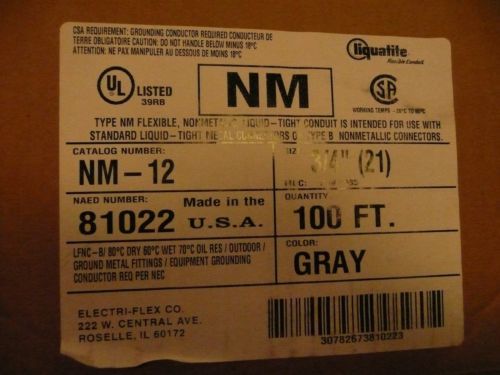 CSA REQUIREMENT: GROUNDING CONDUCTOR REQUIRED CONDUCTEUR DE
TERRE OBLIGATOIRE CAUTION: DO NOT HANDLE BELOW MINUS 18°C
ATTENTION: NE PAX MANIPULER AU DESSOUS DE MOINS 18°C
liquatite
Flexible Conduit
UL LISTED
39RB
NM
SA
WORKING TEMPS
TYPE NM FLEXIBLE, NONMETALLIC LIQUID-TIGHT CONDUIT IS INTENDED FOR USE WITH
STANDARD LIQUID-TIGHT METAL CONNECTORS TYPE B NONMETALLIC CONNECTORS.
CATALOG NUMBER:
NM-12
3/4" (21)
NAED NUMBER:
81022
Made in the
U.S.A.
QUANTITY:
100 FT.
LFNC-B/ 80°C DRY 60°C WET 70°C OIL RES / OUTDOOR /
GROUND METAL FITTINGS / EQUIPMENT GROUNDING
CONDUCTOR REQ PER NEC
COLOR:
GRAY
ELECTRI-FLEX CO.
222 W. CENTRAL AVE.
ROSELLE, IL 60172
30782673810223